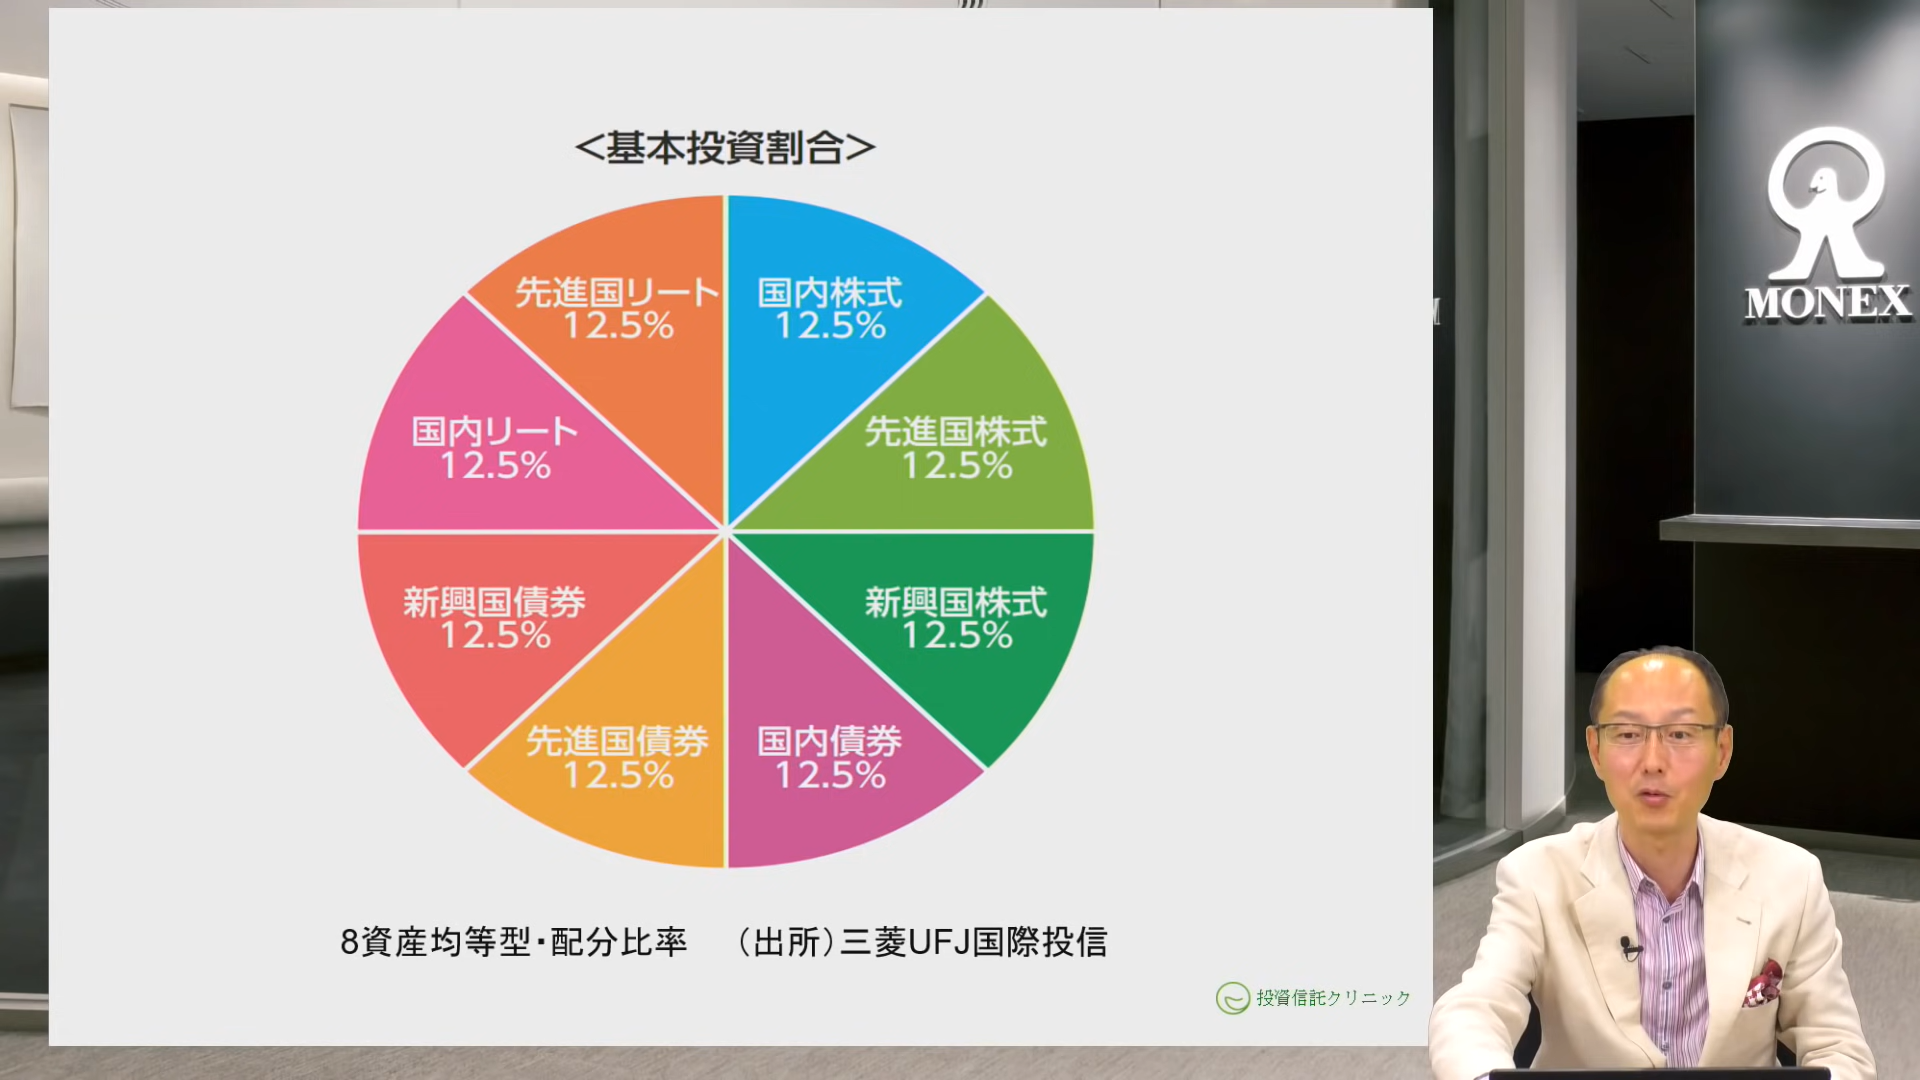 <基本投資割合>
先進国リート
12.5%
国内株式
12.5%
国内リート
12.5%
先進国株式
12.5%
新興国債券
12.5%
新興国株式
12.5%
先進国債券
12.5%
国内債券
12.5%
8資産均等型・配分比率 （出所）三菱UFJ国際投信
投資信託クリニック
MONEX